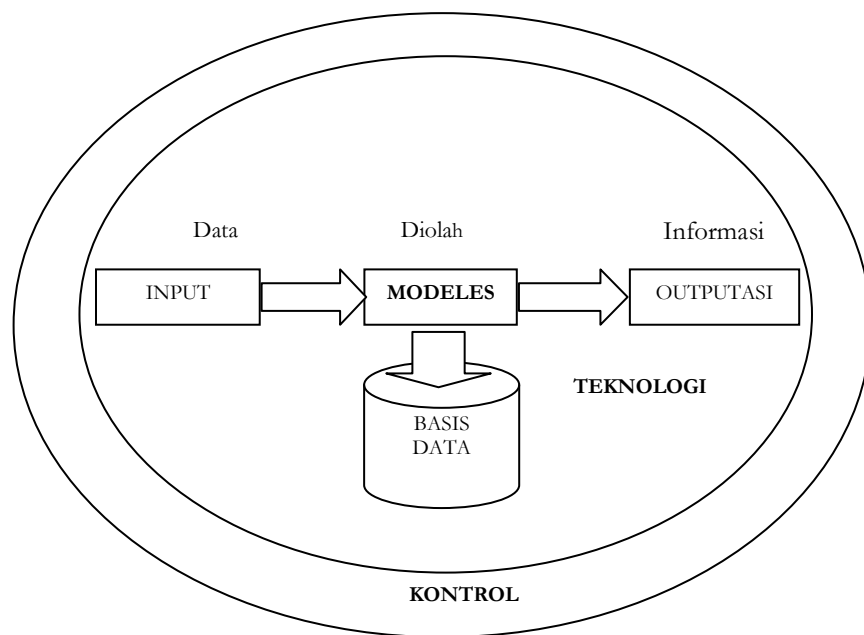 Data
Diolah
Informasi
INPUT
MODELES
OUTPUTASI
TEKNOLOGI
BASIS
DATA
KONTROL